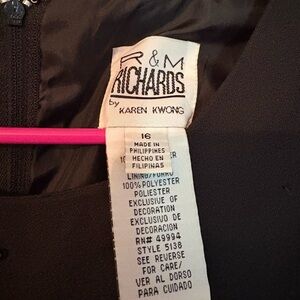 R & M
RICHARDS
by
KAREN KWONG
16
MADE IN
PHILIPPINES
HECHO EN
FILIPINAS
LINING/FORRO
100% POLYESTER
POLIESTER
EXCLUSIVE OF
DECORATION
EXCLUSIVO DE
DECORACION
RN# 49994
STYLE 5138
SEE REVERSE
FOR CARE/
VER AL DORSO
PARA CUIDADO